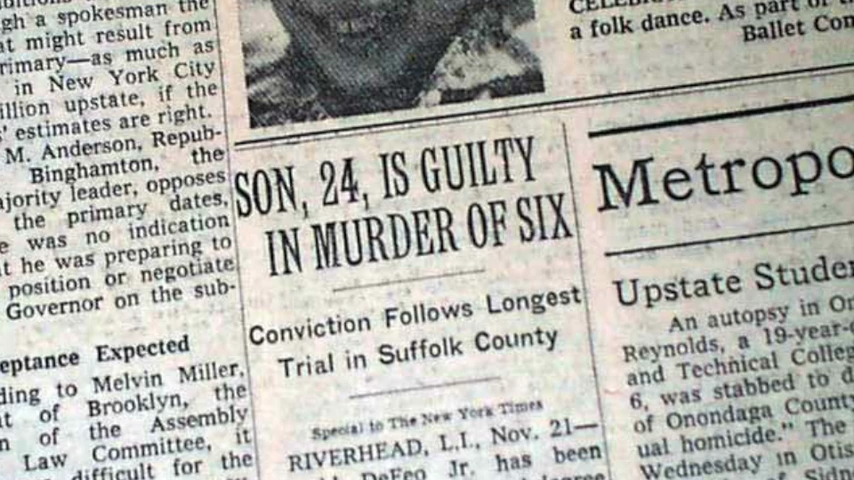 gh a spokesman the
at might result from
rimary—as much as
in New York City
illion upstate, if the
' estimates are right.
M. Anderson, Repub-
Binghamton, the
ajority leader, opposes
the primary dates,
e was no indication
t he was preparing to
position or negotiate
Governor on the sub-
eptance Expected
ding to Melvin Miller,
t of Brooklyn, the
n of the Assembly
Law Committee, it
difficult for the
SON, 24, IS GUILTY
IN MURDER OF SIX
Conviction Follows Longest
Trial in Suffolk County
Special to The New York Times
RIVERHEAD, L.I., Nov. 21—
DeFeo Jr. has been
a folk dance. As part of
Ballet Com
Metropo
Upstate Studen
An autopsy in On
Reynolds, a 19-year-o
and Technical Colleg
6, was stabbed to d
of Onondaga County
ual homicide." The
Wednesday in Otis
of Sidn